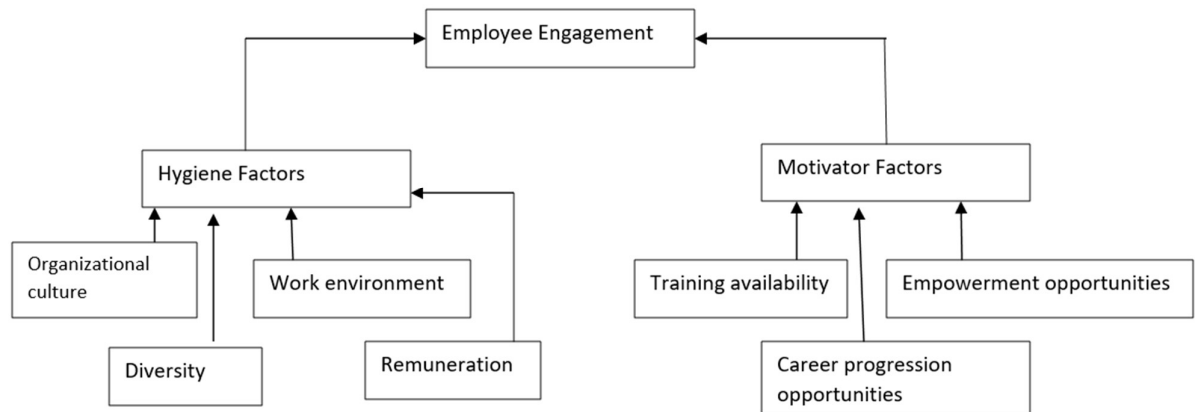 Employee Engagement
Hygiene Factors
Motivator Factors
Organizational
culture
Work environment
Training availability
Empowerment opportunities
Diversity
Remuneration
Career progression
opportunities